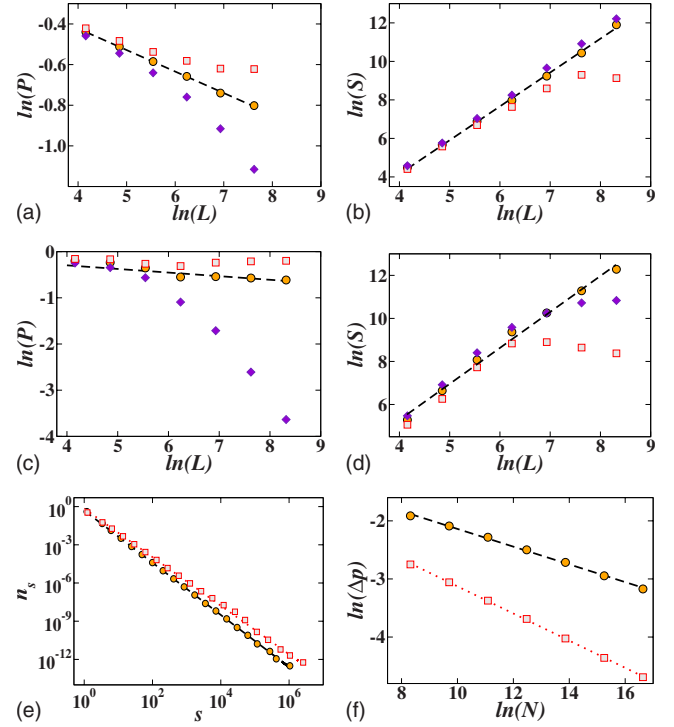 -0.4
-0.6
-0.8
-1.0
ln(P)
4 5 6 7 8 9
ln(L)
(a)
12
10
8
6
4
ln(S)
4 5 6 7 8 9
ln(L)
(b)
0
-1
-2
-3
-4
ln(P)
4 5 6 7 8 9
ln(L)
(c)
12
10
8
6
ln(S)
4 5 6 7 8 9
ln(L)
(d)
10^0
10^-3
10^-6
10^-9
10^-12
n_s
10^0 10^2 10^4 10^6
s
(e)
-2
-3
-4
ln(Δp)
8 10 12 14 16
ln(N)
(f)